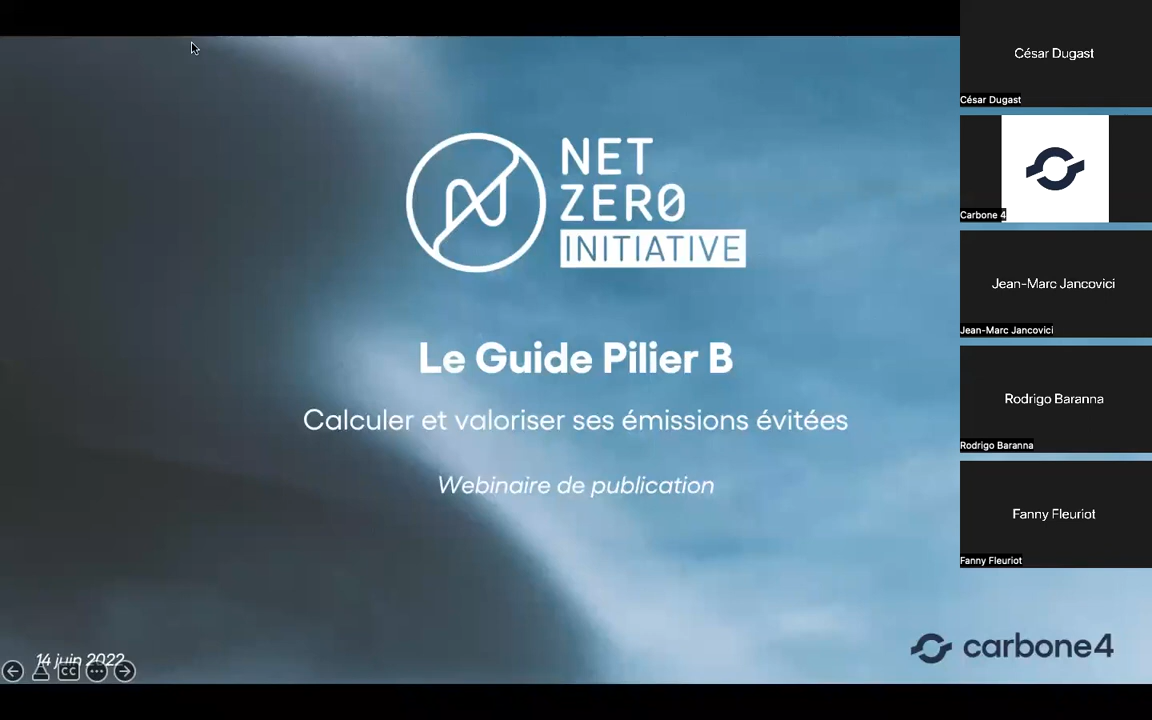 NET
ZERO
INITIATIVE
Le Guide Pilier B
Calculer et valoriser ses émissions évitées
Webinaire de publication
14 juin 2022
CC
carbone4
César Dugast
César Dugast
Carbone 4
Jean-Marc Jancovici
Jean-Marc Jancovici
Rodrigo Baranna
Rodrigo Baranna
Fanny Fleuriot
Fanny Fleuriot